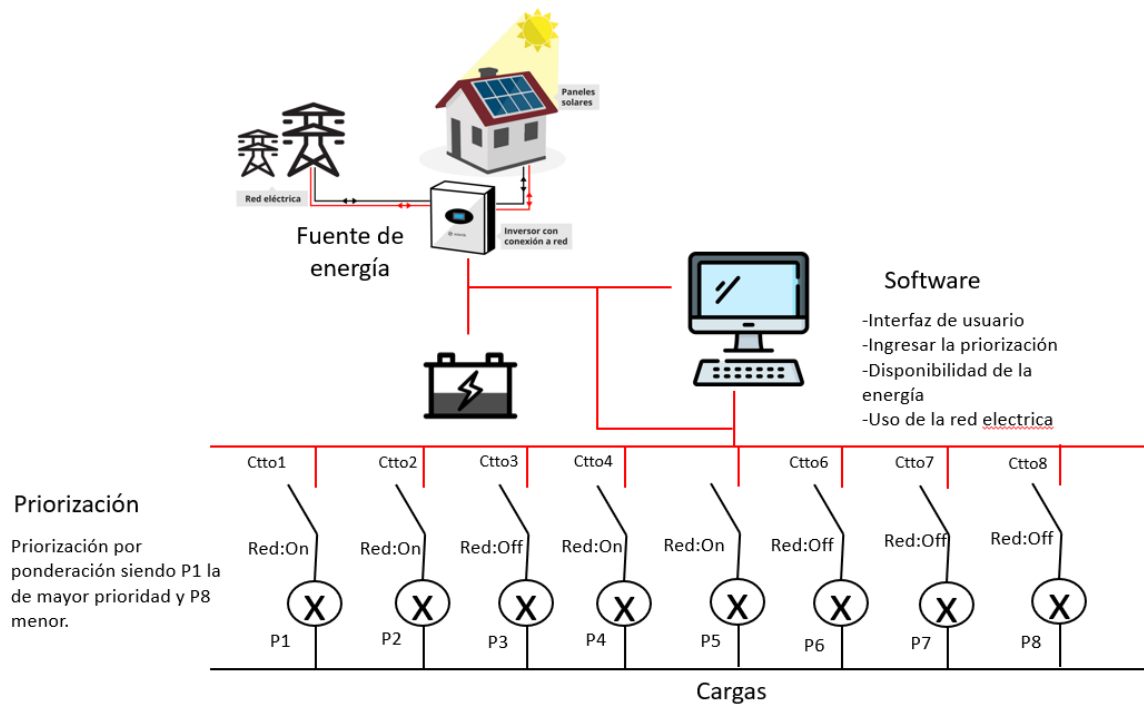 Paneles
solares
Red eléctrica
Inversor con
conexión a red
Fuente de
energía
Software
-Interfaz de usuario
-Ingresar la priorización
-Disponibilidad de la
energía
-Uso de la red electrica
Ctto1
Ctto2
Ctto3
Ctto4
Ctto6
Ctto7
Ctto8
Priorización
Priorización por
ponderación siendo P1 la
de mayor prioridad y P8
menor.
Red:On
Red:On
Red:Off
Red:On
Red:On
Red:Off
Red:Off
Red:Off
X
X
X
X
X
X
X
X
P1
P2
P3
P4
P5
P6
P7
P8
Cargas